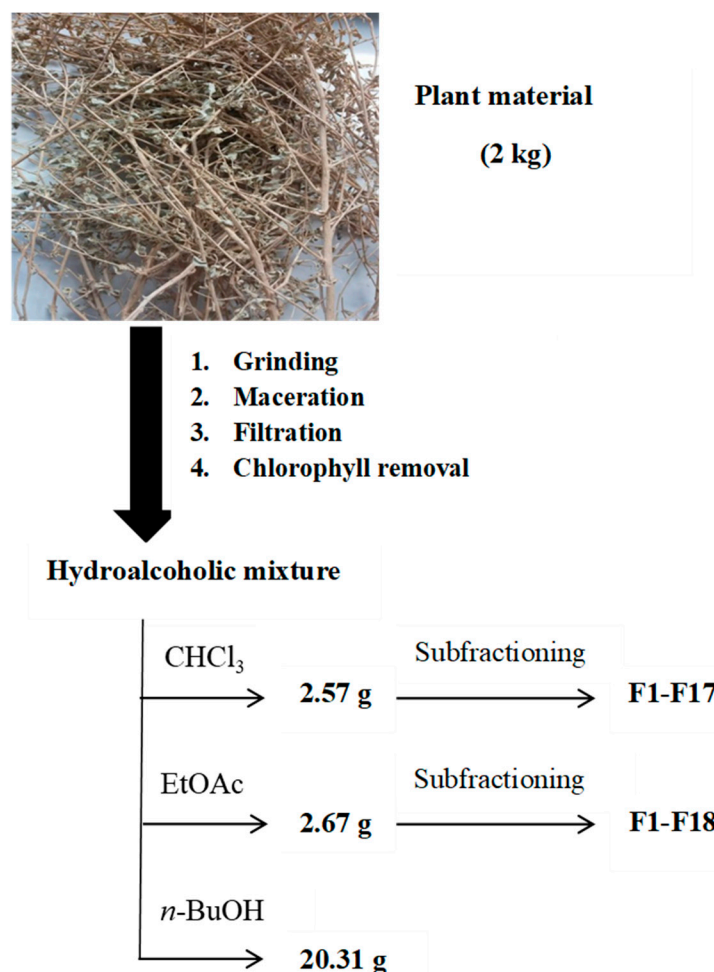 Plant material
(2 kg)
1. Grinding
2. Maceration
3. Filtration
4. Chlorophyll removal
Hydroalcoholic mixture
CHCl₃ 2.57 g Subfractioning F1-F17
EtOAc 2.67 g Subfractioning F1-F18
n-BuOH 20.31 g